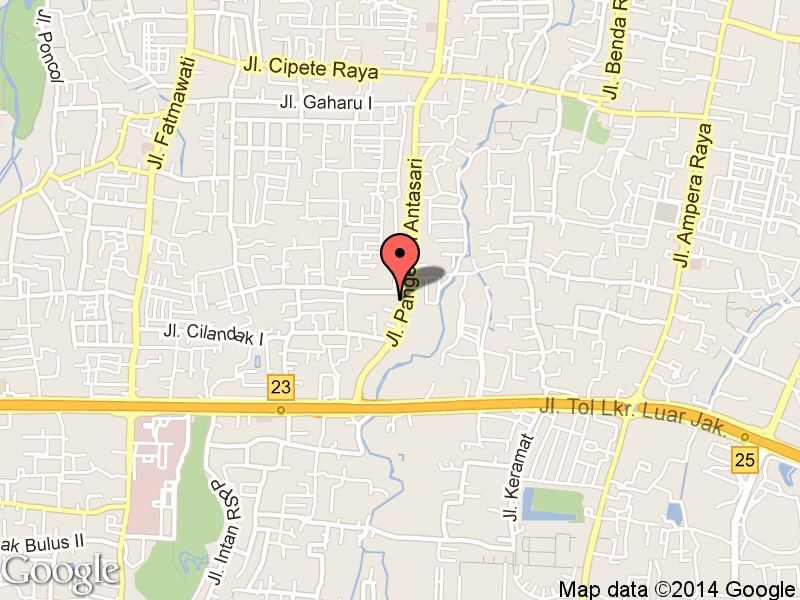 Jl. Poncol
Jl. Fatmawati
Jl. Cipete Raya
Jl. Gaharu I
Jl. Benda R
Jl. Ampera Raya
Jl. Pange
n Antasari
Jl. Cilandak I
23
Jl. Tol Lkr. Luar Jak.
25
Jl. Keramat
Jl. Intan RSPP
ak Bulus II
Google
Map data ©2014 Google